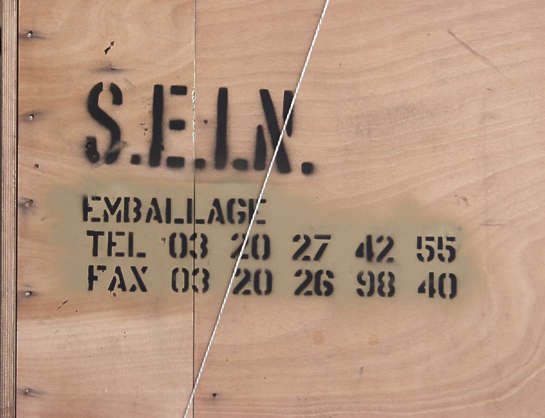 S.E.I.N.
EMBALLAGE
TEL 03 20 27 42 55
FAX 03 20 26 98 40